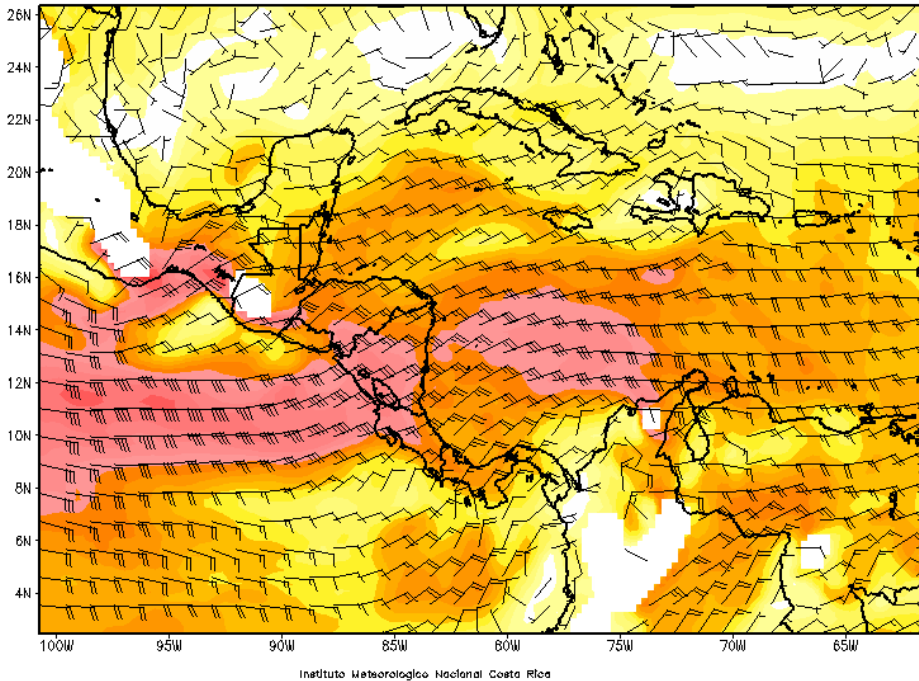 26N
24N
22N
20N
18N
16N
14N
12N
10N
8N
6N
4N
100W 95W 90W 85W 80W 75W 70W 65W
Instituto Meteorologico Nacional Costa Rica